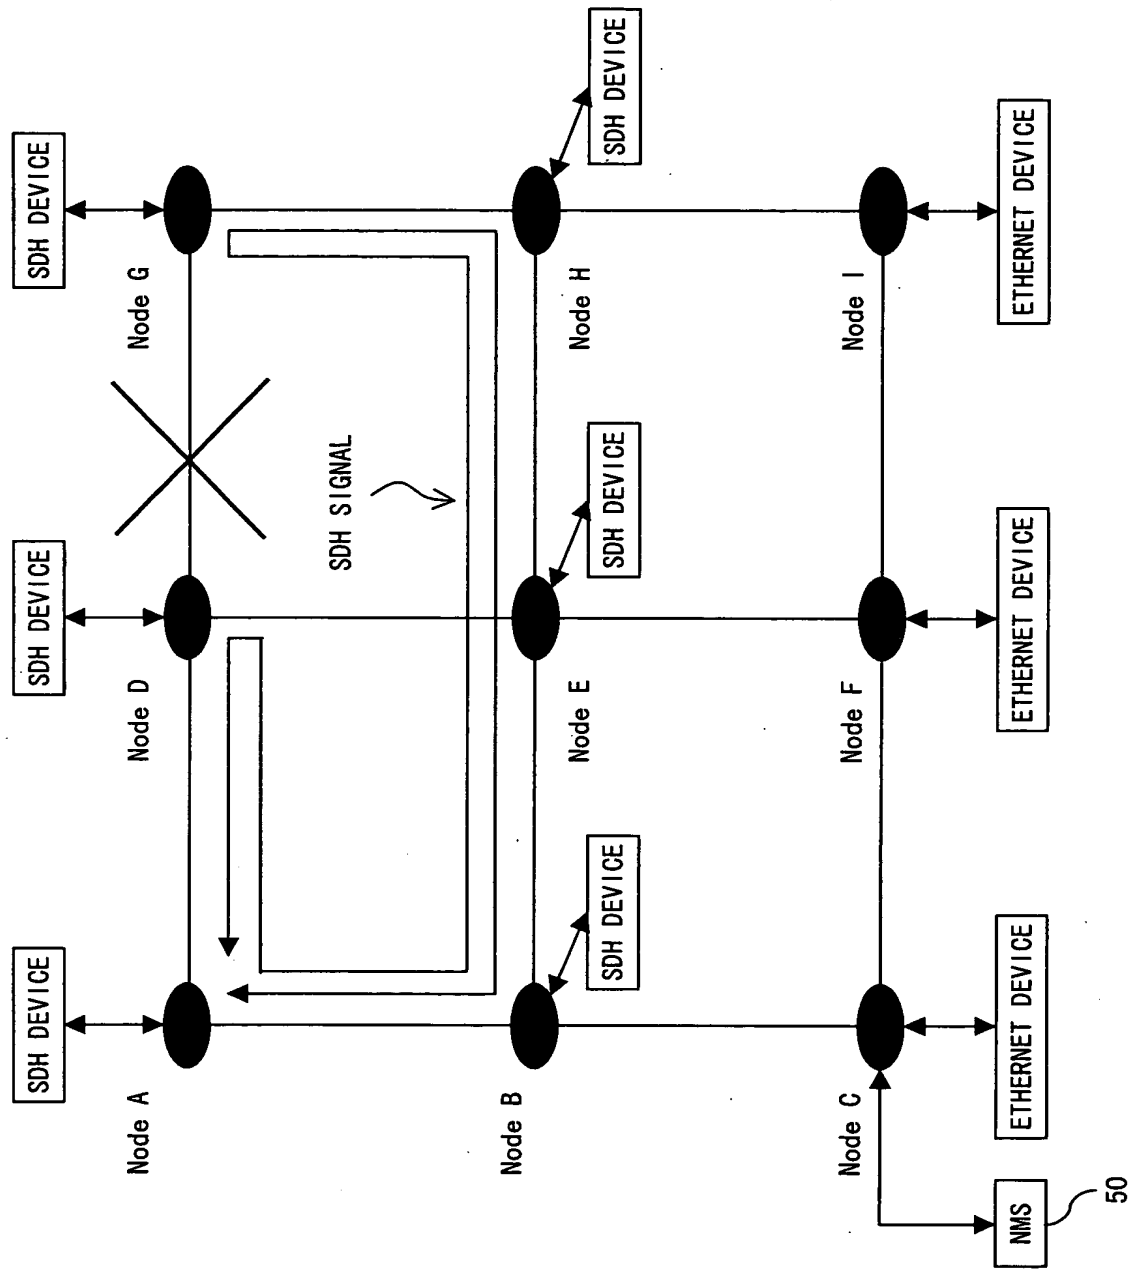 SDH DEVICE
SDH DEVICE
SDH DEVICE
Node A
Node D
Node G
SDH SIGNAL
Node B
Node E
Node H
SDH DEVICE
SDH DEVICE
SDH DEVICE
Node C
Node F
Node I
NMS
ETHERNET DEVICE
ETHERNET DEVICE
ETHERNET DEVICE
50